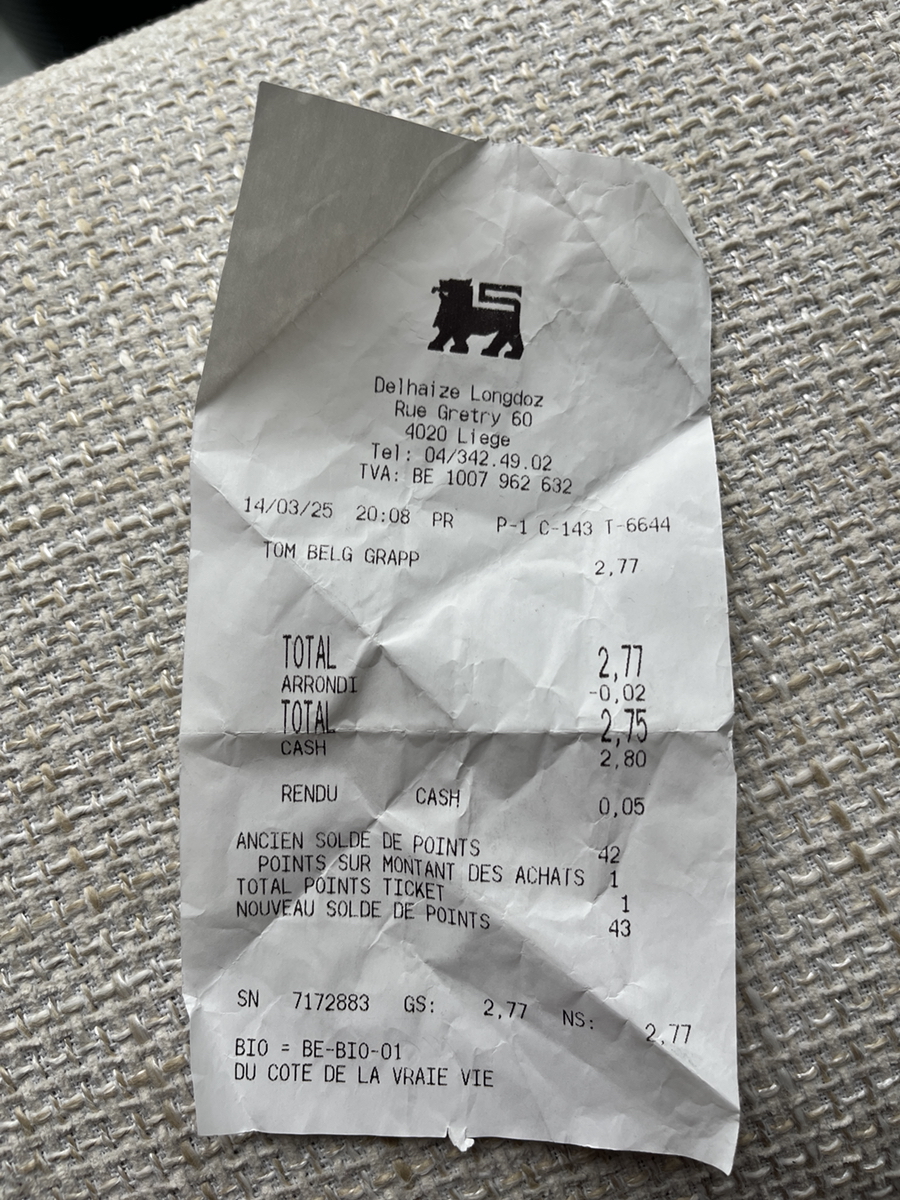 Delhaize Longdoz
Rue Gretry 60
4020 Liege
Tel: 04/342.49.02
TVA: BE 1007 962 632
14/03/25 20:08 PR P-1 C-143 T-6644
TOM BELG GRAPP 2,77
TOTAL 2,77
ARRONDI -0,02
TOTAL 2,75
CASH 2,80
RENDU CASH 0,05
ANCIEN SOLDE DE POINTS 42
POINTS SUR MONTANT DES ACHATS 1
TOTAL POINTS TICKET 1
NOUVEAU SOLDE DE POINTS 43
SN 7172883 GS: 2,77 NS: 2,77
BIO = BE-BIO-01
DU COTE DE LA VRAIE VIE